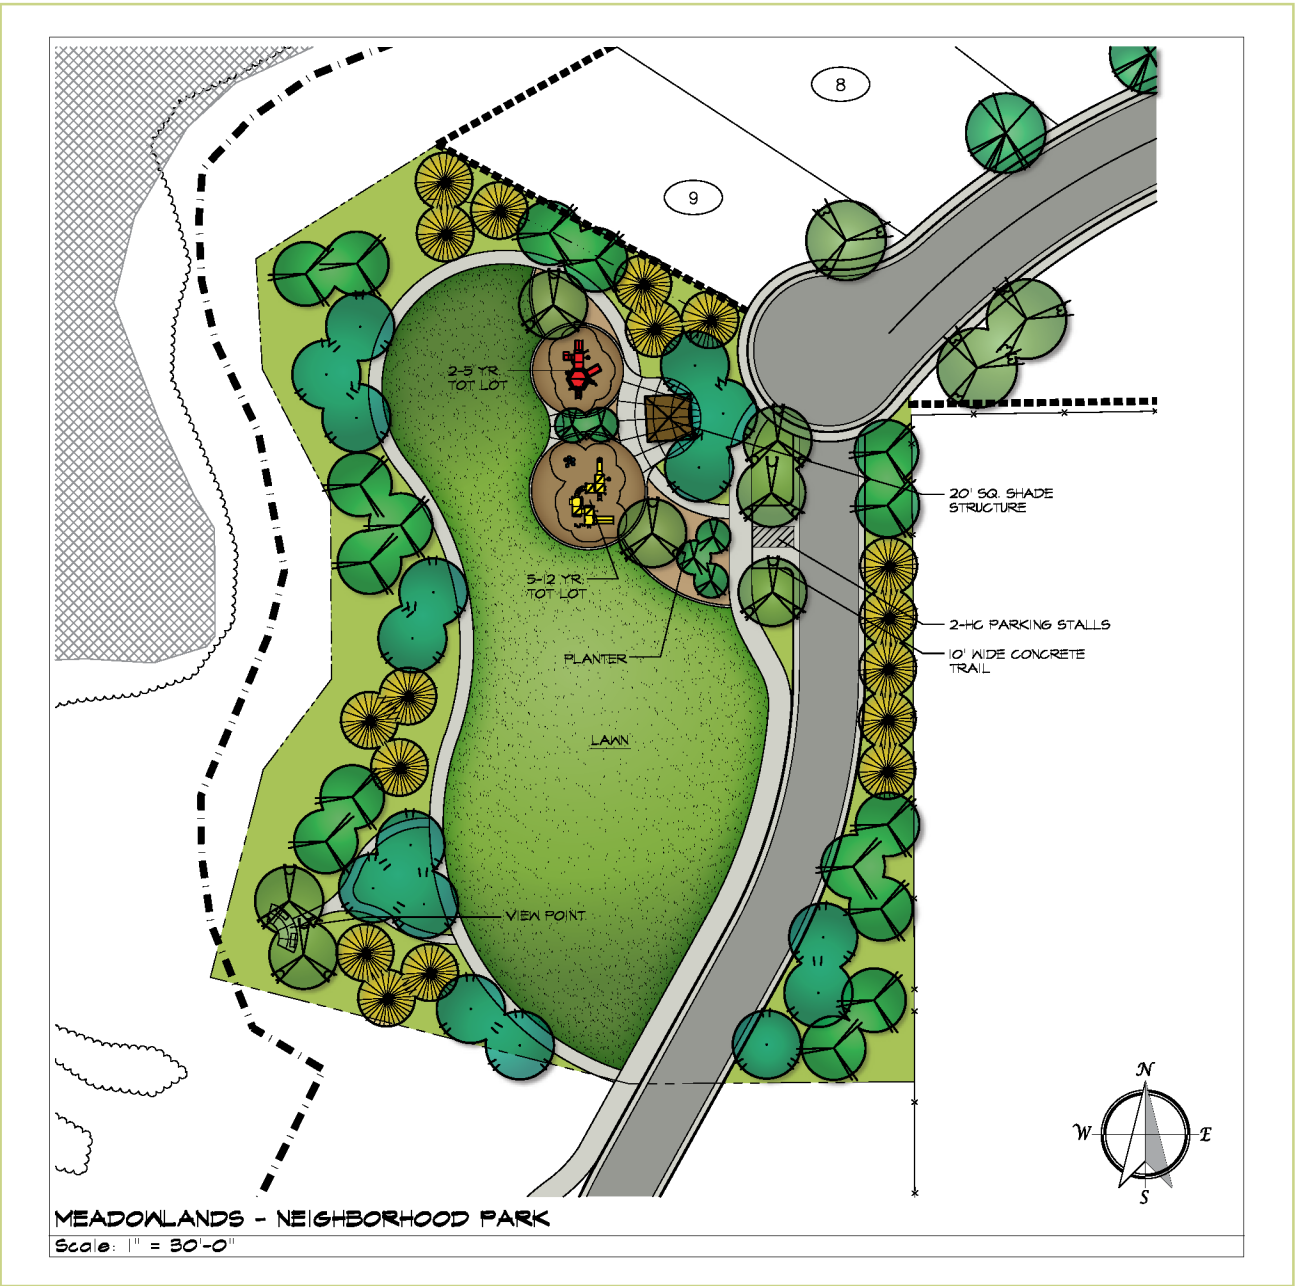 8
9
2-5 YR.
TOT LOT
20' SQ. SHADE
STRUCTURE
5-12 YR.
TOT LOT
2-HC PARKING STALLS
PLANTER
10' WIDE CONCRETE
TRAIL
LAWN
VIEW POINT
N
W
E
S
MEADOWLANDS - NEIGHBORHOOD PARK
Scale: 1" = 30'-0"